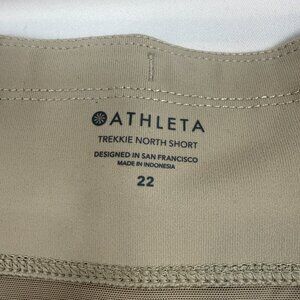 ATHLETA
TREKKIE NORTH SHORT
DESIGNED IN SAN FRANCISCO
MADE IN INDONESIA
22